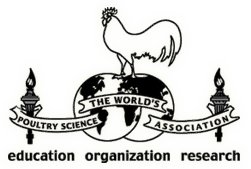 THE WORLD'S
POULTRY SCIENCE ASSOCIATION
education organization research